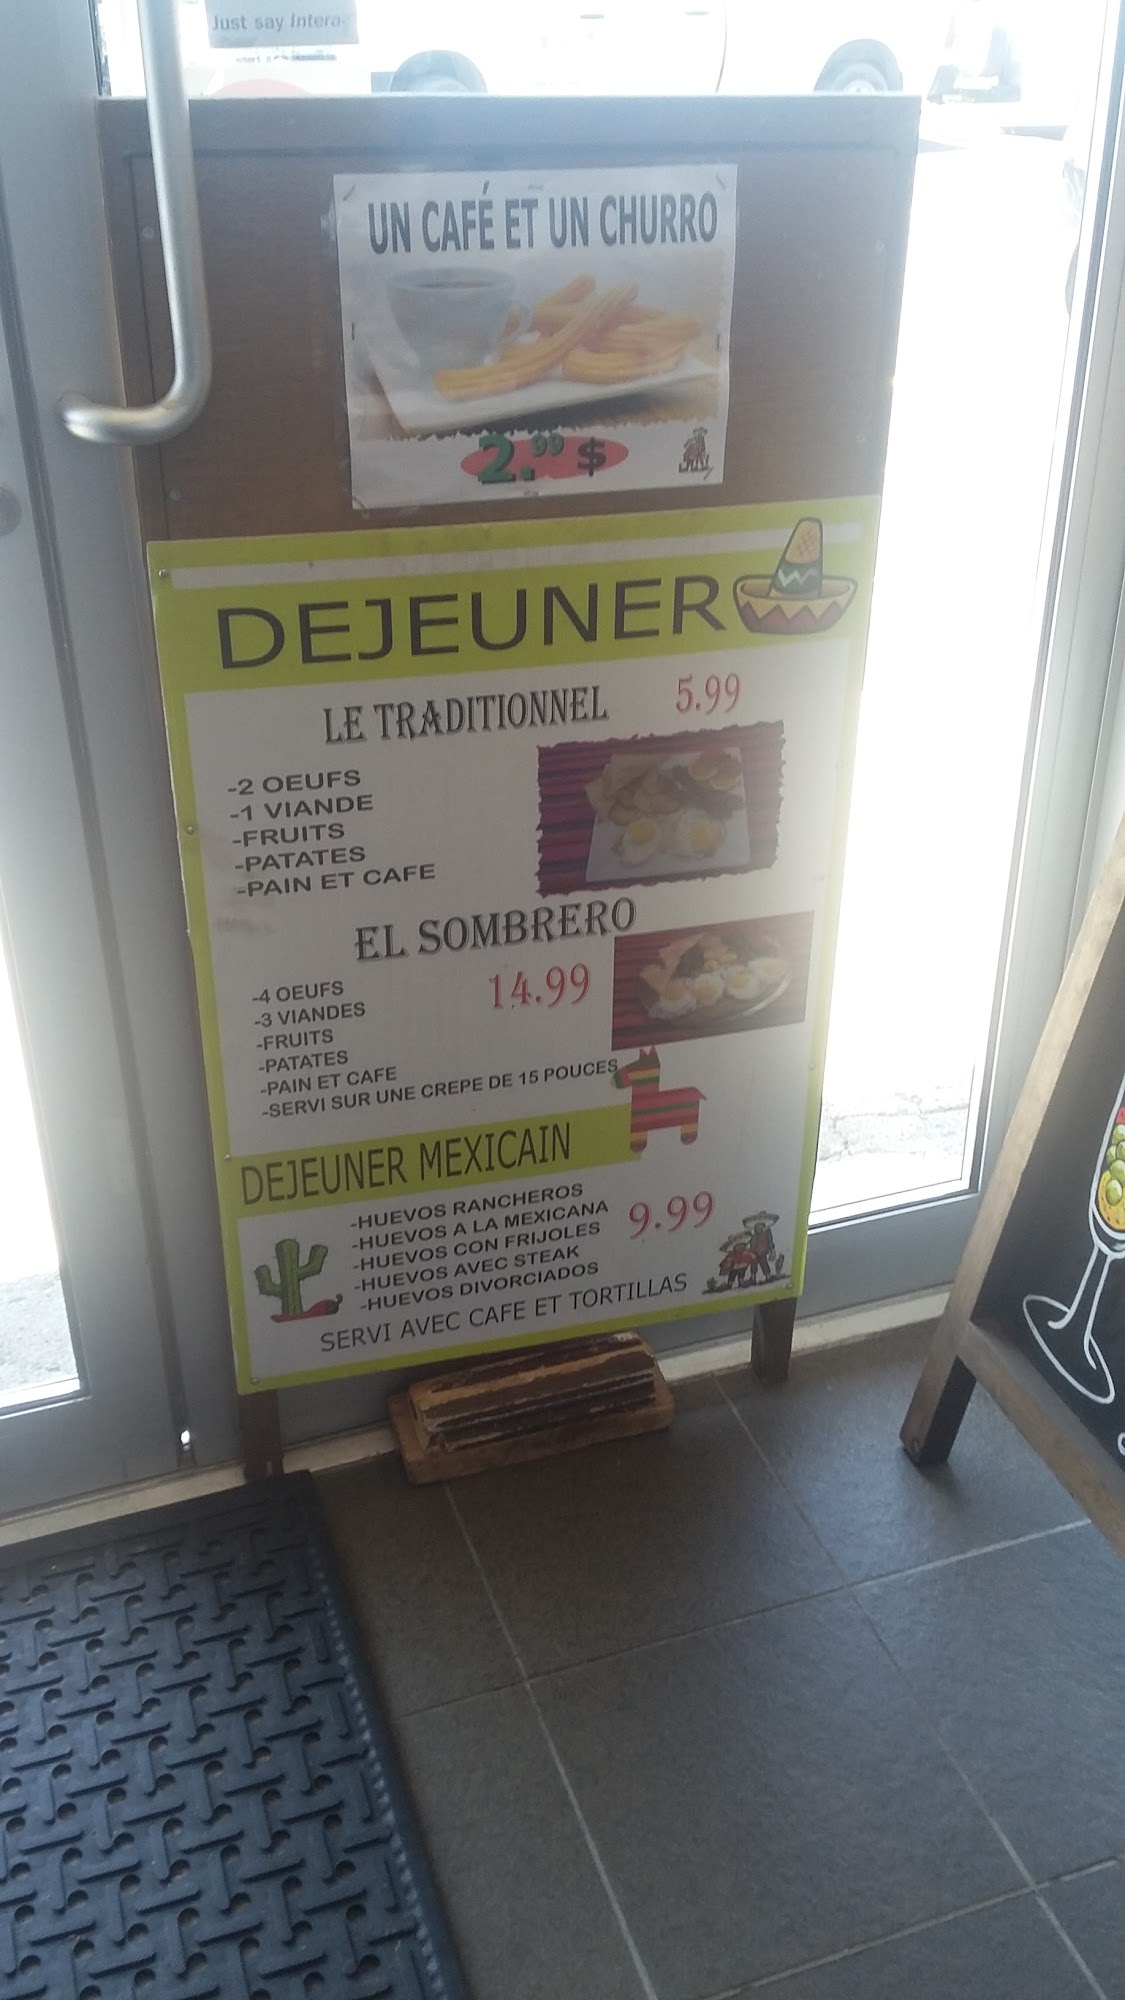 Just say Intera
UN CAFÉ ET UN CHURRO
2.99 $
DEJEUNER
LE TRADITIONNEL 5.99
-2 OEUFS
-1 VIANDE
-FRUITS
-PATATES
-PAIN ET CAFE
EL SOMBRERO
14.99
-4 OEUFS
-3 VIANDES
-FRUITS
-PATATES
-PAIN ET CAFE
-SERVI SUR UNE CREPE DE 15 POUCES
DEJEUNER MEXICAIN
9.99
-HUEVOS RANCHEROS
-HUEVOS A LA MEXICANA
-HUEVOS CON FRIJOLES
-HUEVOS AVEC STEAK
-HUEVOS DIVORCIADOS
SERVI AVEC CAFE ET TORTILLAS